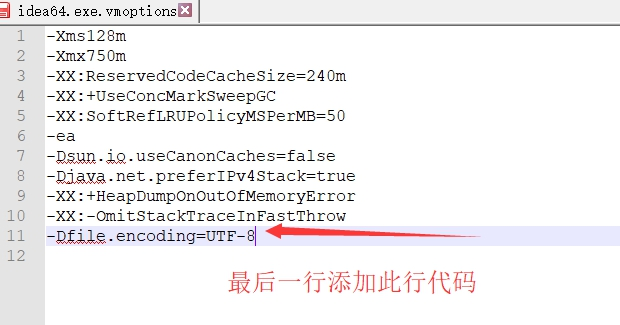 idea64.exe.vmoptions
1 -Xms128m
2 -Xmx750m
3 -XX:ReservedCodeCacheSize=240m
4 -XX:+UseConcMarkSweepGC
5 -XX:SoftRefLRUPolicyMSPerMB=50
6 -ea
7 -Dsun.io.useCanonCaches=false
8 -Djava.net.preferIPv4Stack=true
9 -XX:+HeapDumpOnOutOfMemoryError
10 -XX:-OmitStackTraceInFastThrow
11 -Dfile.encoding=UTF-8
12
最后一行添加此行代码